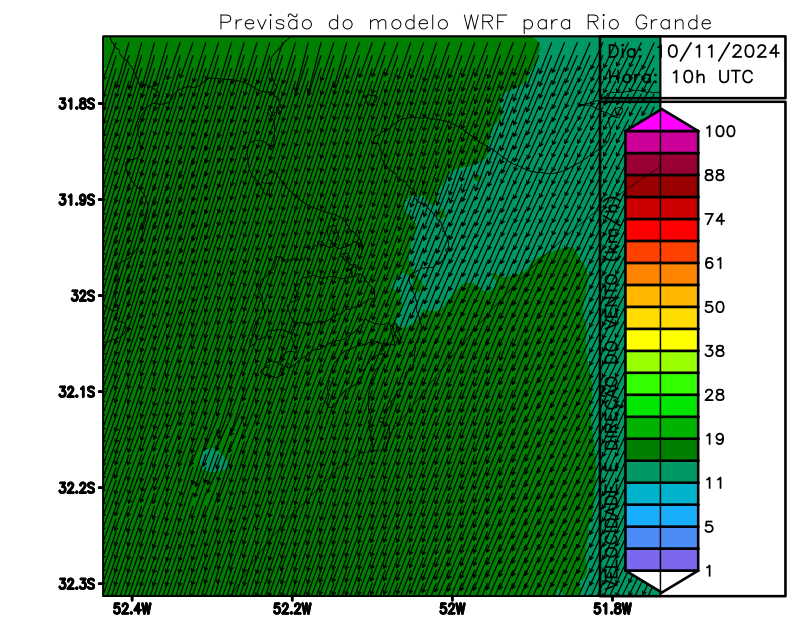 Previsão do modelo WRF para Rio Grande
Dia: 10/11/2024
Hora: 10h UTC
31.8S
31.9S
32S
32.1S
32.2S
32.3S
52.4W
52.2W
52W
51.8W
VELOCIDADE E DIREÇÃO DO VENTO (km/h)
100
88
74
61
50
38
28
19
11
5
1